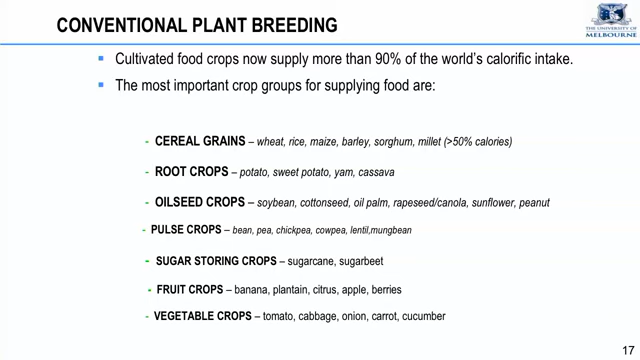 CONVENTIONAL PLANT BREEDING
THE UNIVERSITY OF
MELBOURNE
Cultivated food crops now supply more than 90% of the world's calorific intake.
The most important crop groups for supplying food are:
- CEREAL GRAINS – wheat, rice, maize, barley, sorghum, millet (>50% calories)
- ROOT CROPS – potato, sweet potato, yam, cassava
- OILSEED CROPS – soybean, cottonseed, oil palm, rapeseed/canola, sunflower, peanut
- PULSE CROPS – bean, pea, chickpea, cowpea, lentil,mungbean
- SUGAR STORING CROPS – sugarcane, sugarbeet
- FRUIT CROPS – banana, plantain, citrus, apple, berries
- VEGETABLE CROPS – tomato, cabbage, onion, carrot, cucumber
17